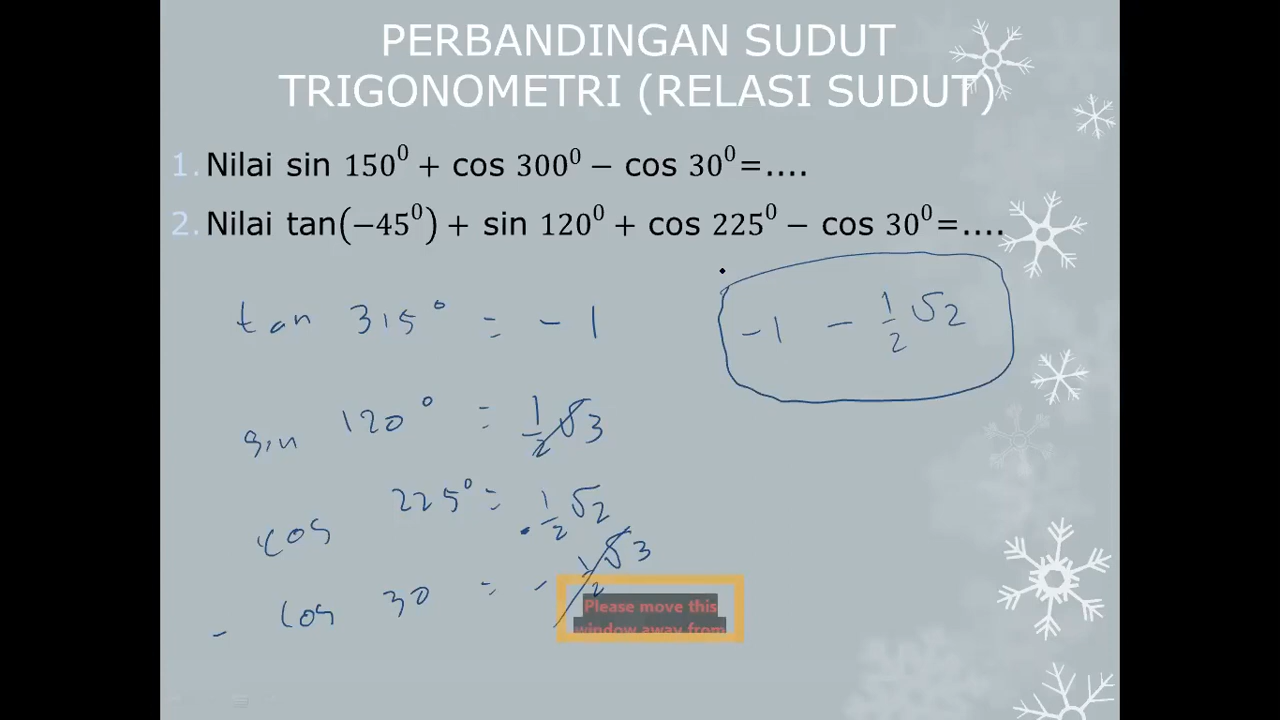 PERBANDINGAN SUDUT
TRIGONOMETRI (RELASI SUDUT)
1. Nilai sin 150⁰ + cos 300⁰ − cos 30⁰=....
2. Nilai tan(−45⁰) + sin 120⁰ + cos 225⁰ − cos 30⁰=....
tan 315° = −1
−1 − 1/2 √2
sin 120° = 1/2 √3
cos 225° = - 1/2 √2
− cos 30 = − 1/2 √3
Please move this
window away from